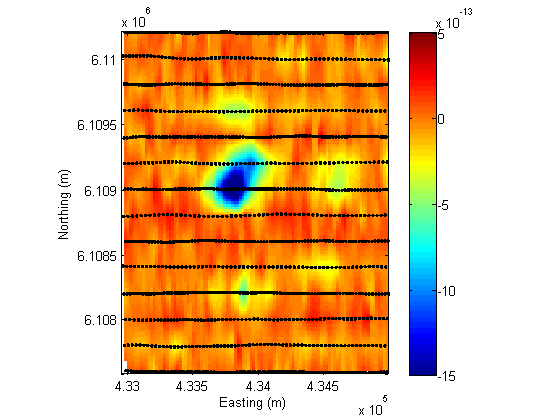 x 10^6
x 10^-13
6.11
6.1095
6.109
6.1085
6.108
Northing (m)
4.33
4.335
4.34
4.345
Easting (m)
x 10^5
5
0
-5
-10
-15